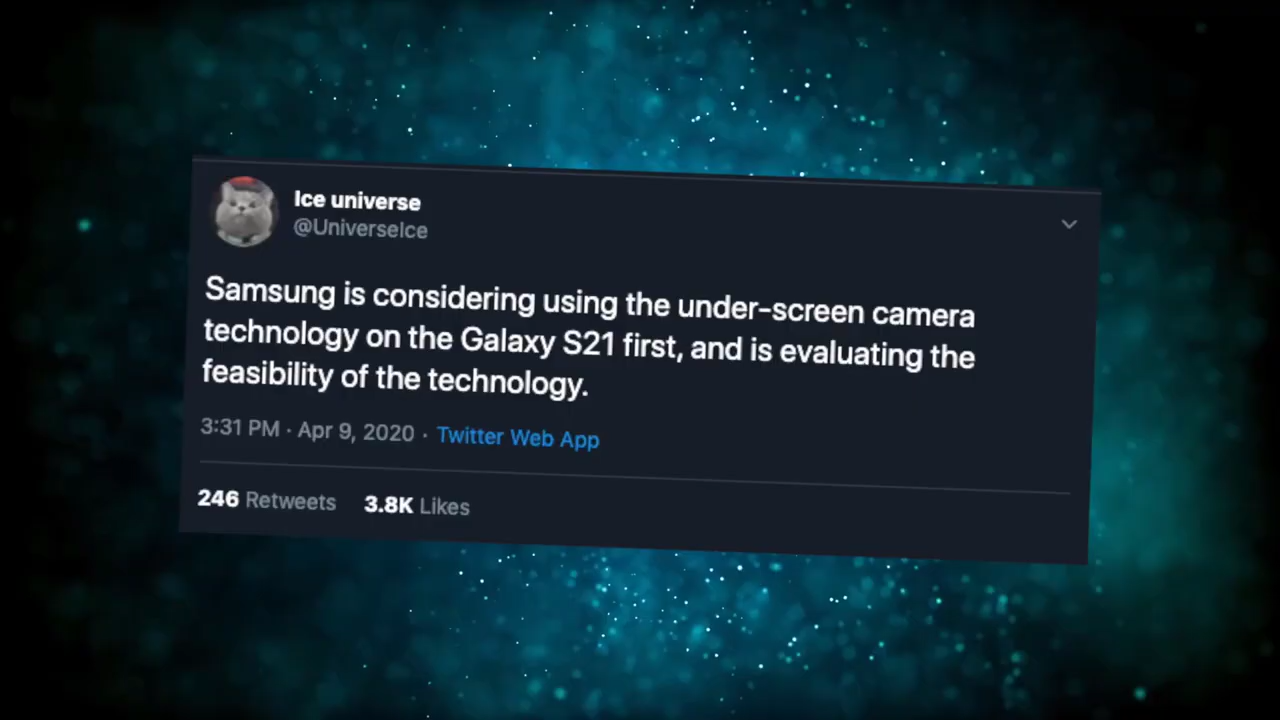 Ice universe
@UniverseIce
Samsung is considering using the under-screen camera
technology on the Galaxy S21 first, and is evaluating the
feasibility of the technology.
3:31 PM · Apr 9, 2020 · Twitter Web App
246 Retweets 3.8K Likes